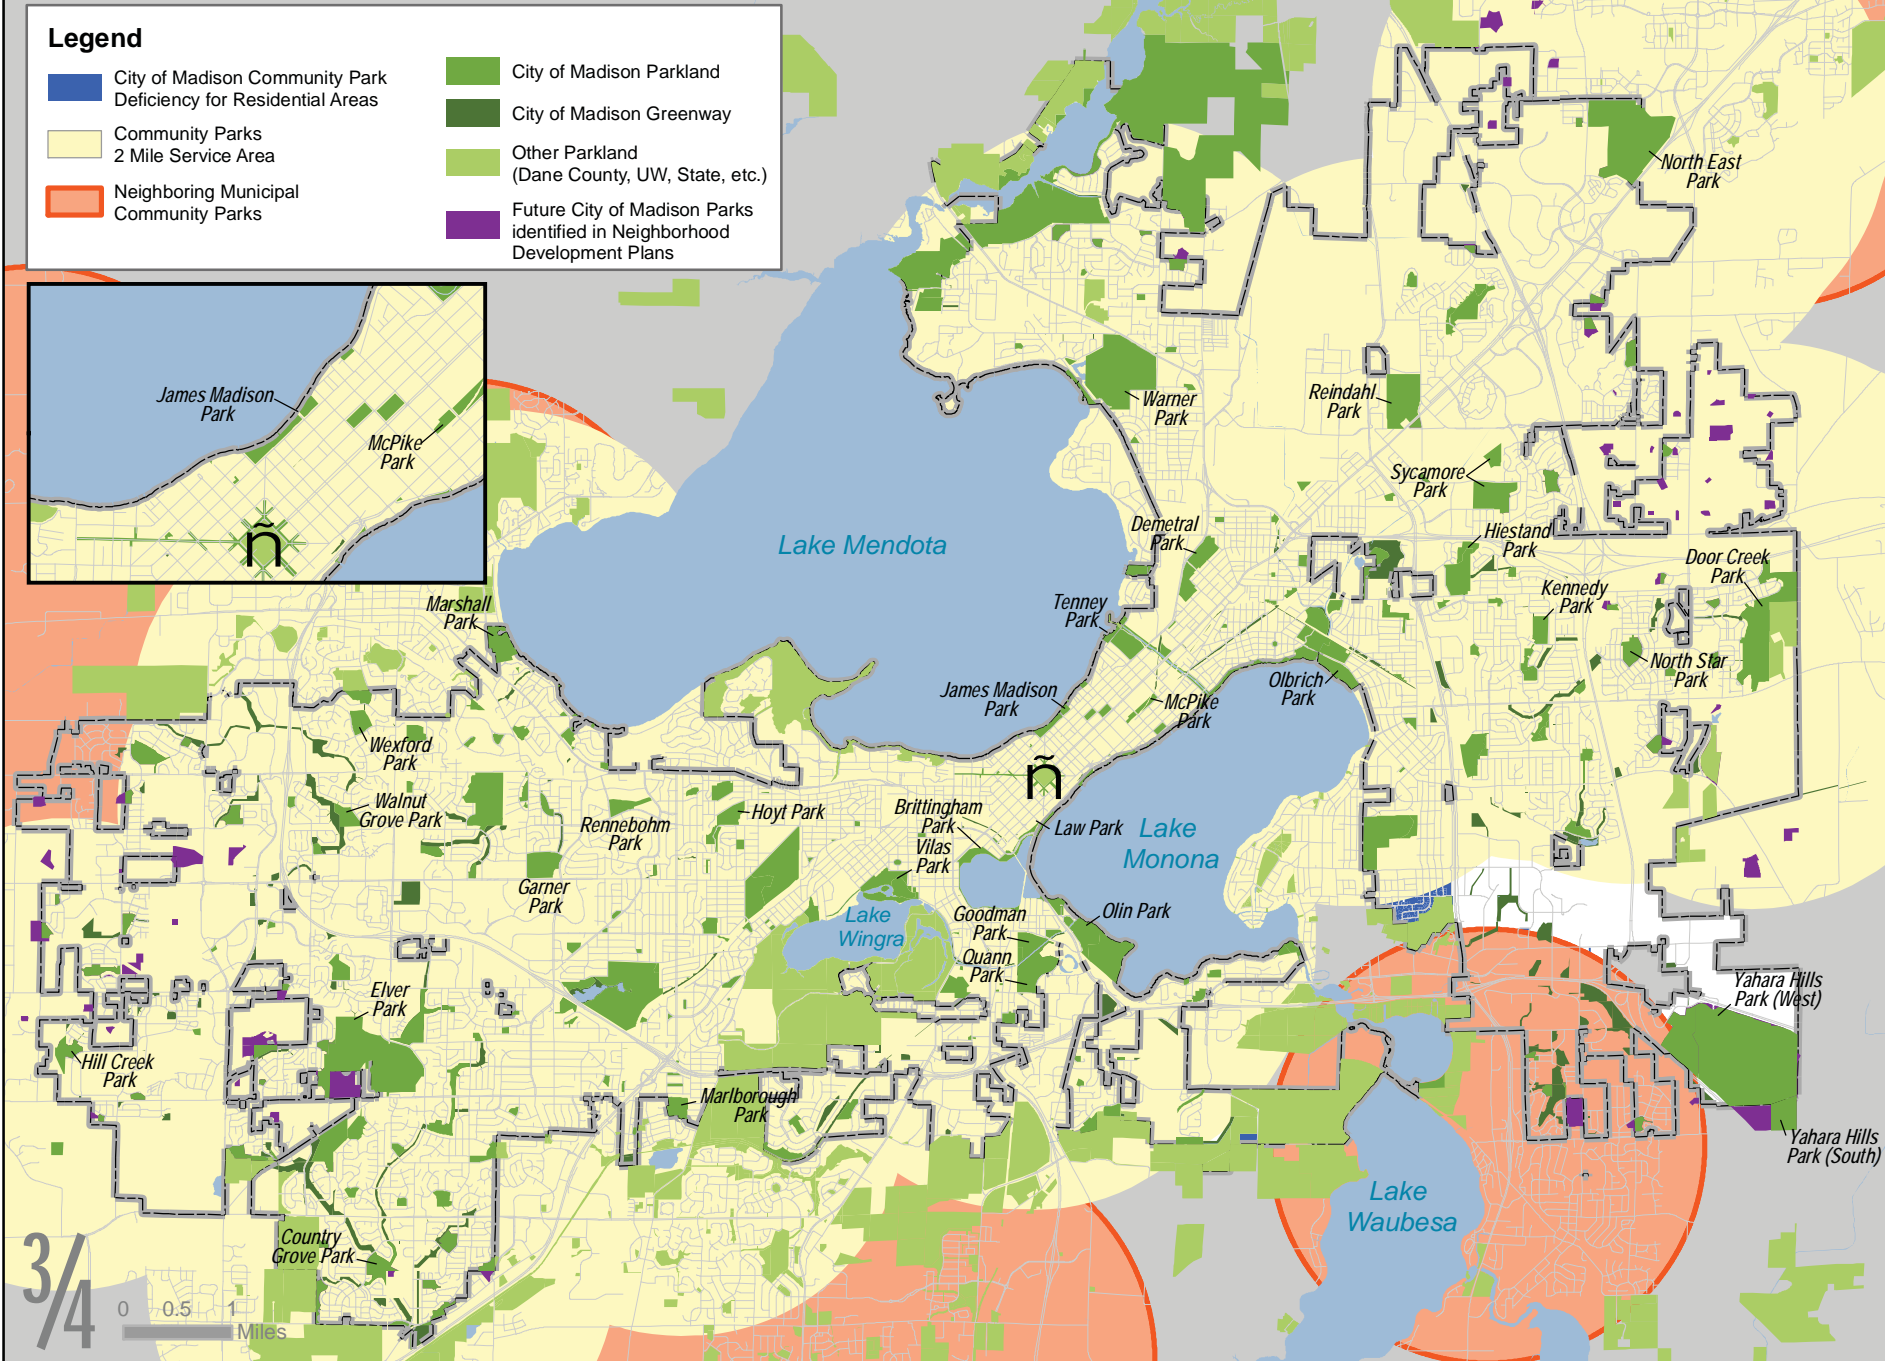 Legend
City of Madison Community Park
Deficiency for Residential Areas
Community Parks
2 Mile Service Area
Neighboring Municipal
Community Parks
City of Madison Parkland
City of Madison Greenway
Other Parkland
(Dane County, UW, State, etc.)
Future City of Madison Parks
identified in Neighborhood
Development Plans
James Madison
Park
McPike
Park
ñ
North East
Park
Warner
Park
Reindahl
Park
Sycamore
Park
Lake Mendota
Demetral
Park
Hiestand
Park
Door Creek
Park
Kennedy
Park
Marshall
Park
Tenney
Park
North Star
Park
James Madison
Park
McPike
Park
Olbrich
Park
Wexford
Park
ñ
Walnut
Grove Park
Rennebohm
Park
Hoyt Park
Brittingham
Park
Vilas
Park
Law Park
Lake
Monona
Garner
Park
Lake
Wingra
Goodman
Park
Olin Park
Quann
Park
Elver
Park
Yahara Hills
Park (West)
Hill Creek
Park
Marlborough
Park
Yahara Hills
Park (South)
Lake
Waubesa
Country
Grove Park
3/4
0 0.5 1
Miles